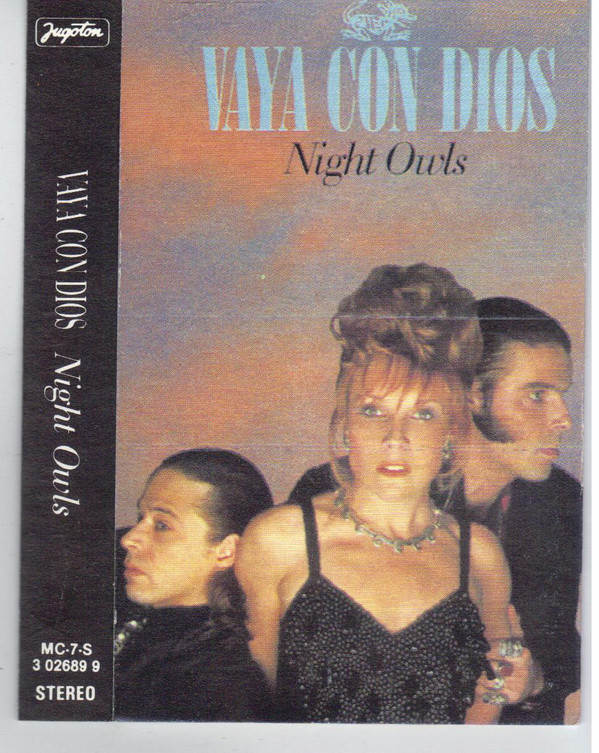 Jugoton
VAYA CON DIOS
Night Owls
VAYA CON DIOS Night Owls
MC-7-S
3 02689 9
STEREO